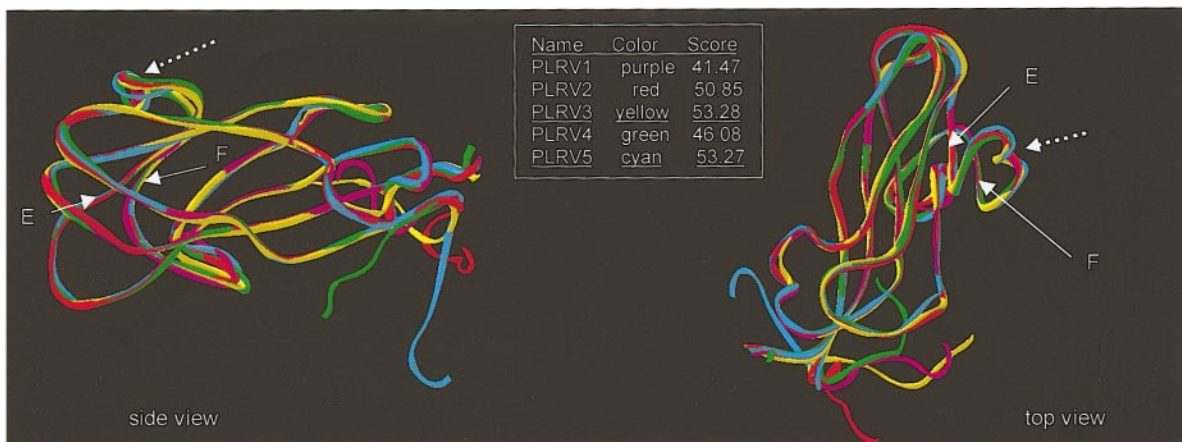 Name Color Score
PLRV1 purple 41.47
PLRV2 red 50.85
PLRV3 yellow 53.28
PLRV4 green 46.08
PLRV5 cyan 53.27
F
E
side view
E
F
top view